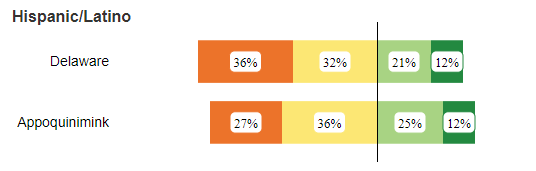 Hispanic/Latino
Delaware 36% 32% 21% 12%
Appoquinimink 27% 36% 25% 12%